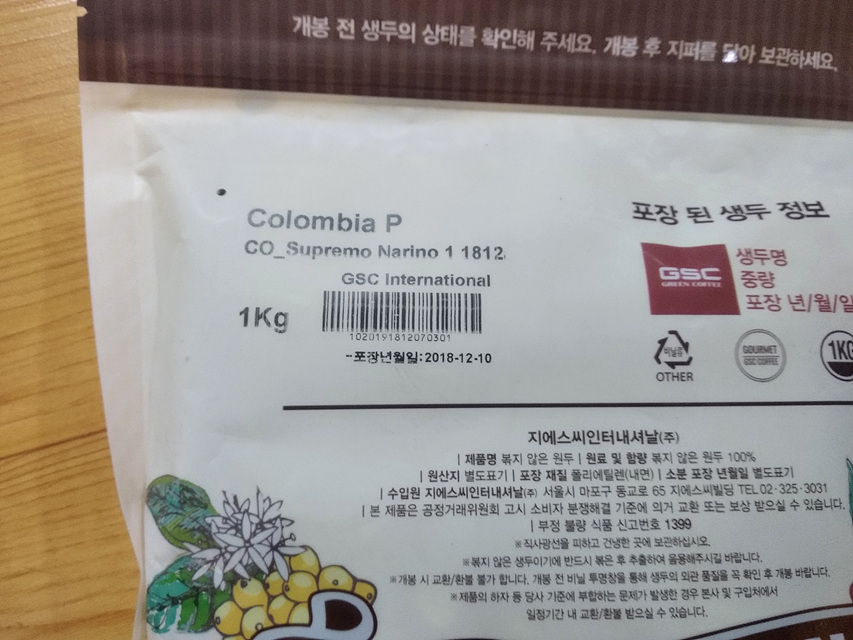 개봉 전 생두의 상태를 확인해 주세요. 개봉 후 지퍼를 닫아 보관하세요.
Colombia P
CO_Supremo Narino 1 1812
GSC International
1Kg
1020191812070301
-포장년월일:2018-12-10
포장 된 생두 정보
GSC
GREEN COFFEE
생두명
중량
포장 년/월/일
비닐류
OTHER
GOURMET
GSC COFFEE
1KG
지에스씨인터내셔날(주)
| 제품명 볶지 않은 원두 | 원료 및 함량 볶지 않은 원두 100%
| 원산지 별도표기 | 포장 재질 폴리에틸렌(내면) | 소분 포장 년월일 별도표기
| 수입원 지에스씨인터내셔날(주) 서울시 마포구 동교로 65 지에스씨빌딩 TEL 02·325·3031
| 본 제품은 공정거래위원회 고시 소비자 분쟁해결 기준에 의거 교환 또는 보상 받으실 수 있습니다.
| 부정 불량 식품 신고번호 1399
※직사광선을 피하고 건냉한 곳에 보관하십시오.
※볶지 않은 생두이기에 반드시 볶은 후 추출하여 음용해주시길 바랍니다.
※개봉 시 교환/환불 불가 합니다. 개봉 전 비닐 투명창을 통해 생두의 외관 품질을 꼭 확인 후 개봉 바랍니다.
※제품의 하자 등 당사 기준에 부합하는 문제가 발생한 경우 본사 및 구입처에서
일정기간 내 교환/환불 받으실 수 있습니다.